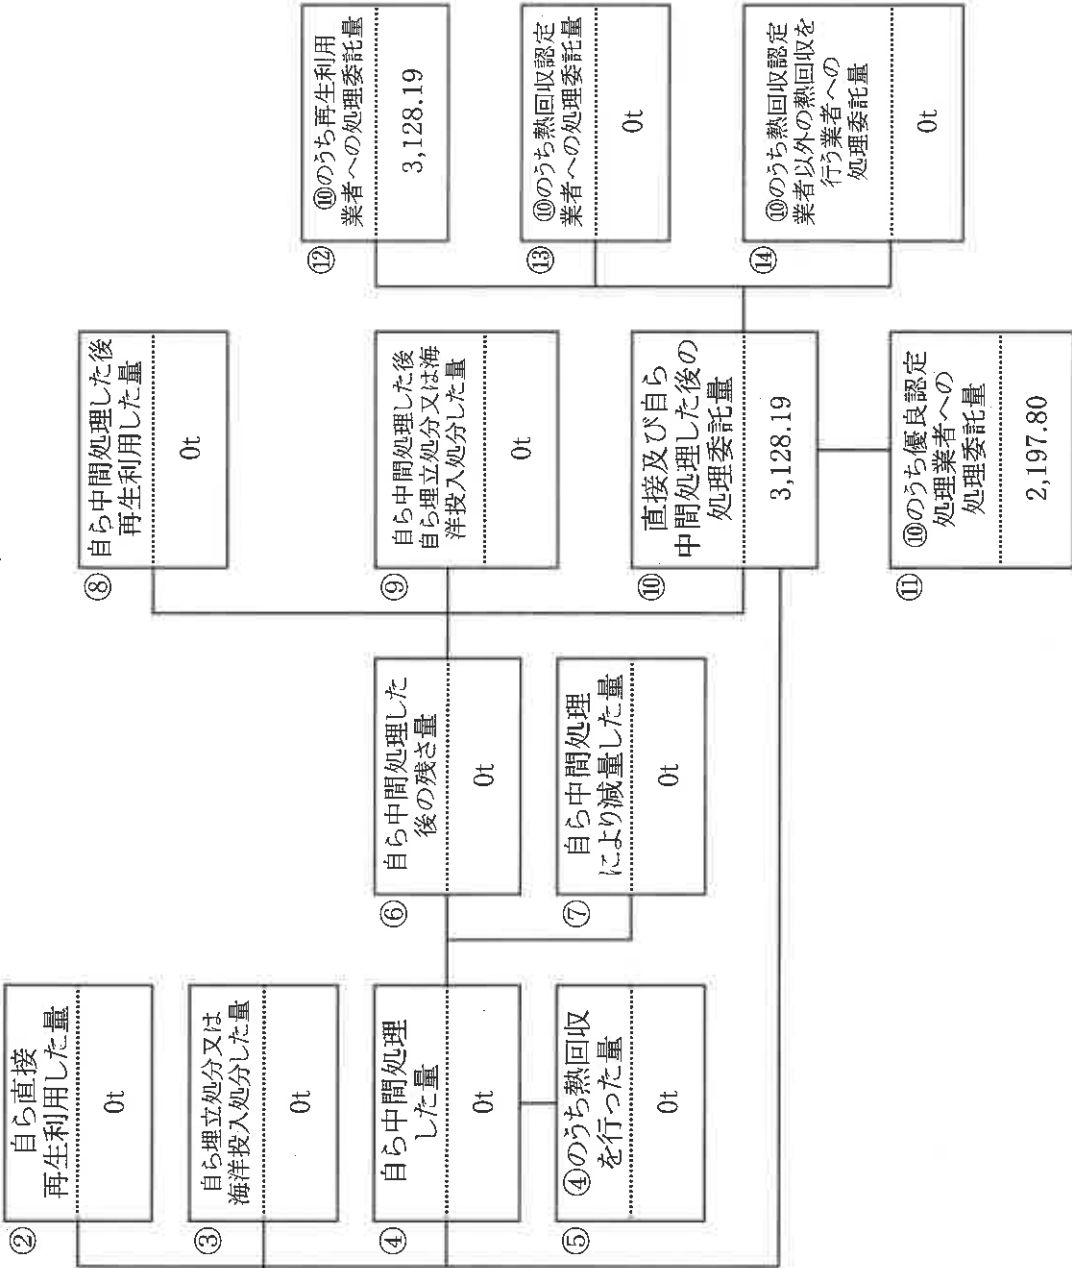 ②
自ら直接
再生利用した量
0t
③
自ら埋立処分又は
海洋投入処分した量
0t
④
自ら中間処理
した量
0t
⑤
④のうち熱回収
を行った量
0t
⑥
自ら中間処理した
後の残さ量
0t
⑦
自ら中間処理
により減量した量
0t
⑧
自ら中間処理した後
再生利用した量
0t
⑨
自ら中間処理した後
自ら埋立処分又は海
洋投入処分した量
0t
⑩
直接及び自ら
中間処理した後の
処理委託量
3,128.19
⑪
⑩のうち優良認定
処理業者への
処理委託量
2,197.80
⑫
⑩のうち再生利用
業者への処理委託量
3,128.19
⑬
⑩のうち熱回収認定
業者への処理委託量
0t
⑭
⑩のうち熱回収認定
業者以外の熱回収を
行う業者への
処理委託量
0t